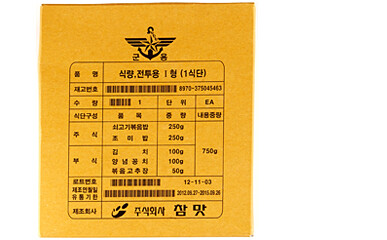 군 용
품 명 식량,전투용 Ⅰ 형 (1식단)
재고번호 8970-375045463
수 량 1 단 위 EA
식단구성 품 목 중 량 내용중량
주 식 쇠고기볶음밥 250g
조 미 밥 250g
부 식 김 치 100g 750g
양 념 꽁 치 100g
볶음고추장 50g
로트번호 12-11-03
제조연월일
유통기한 2012.09.27-2015.09.26
제조회사 주식회사 참맛